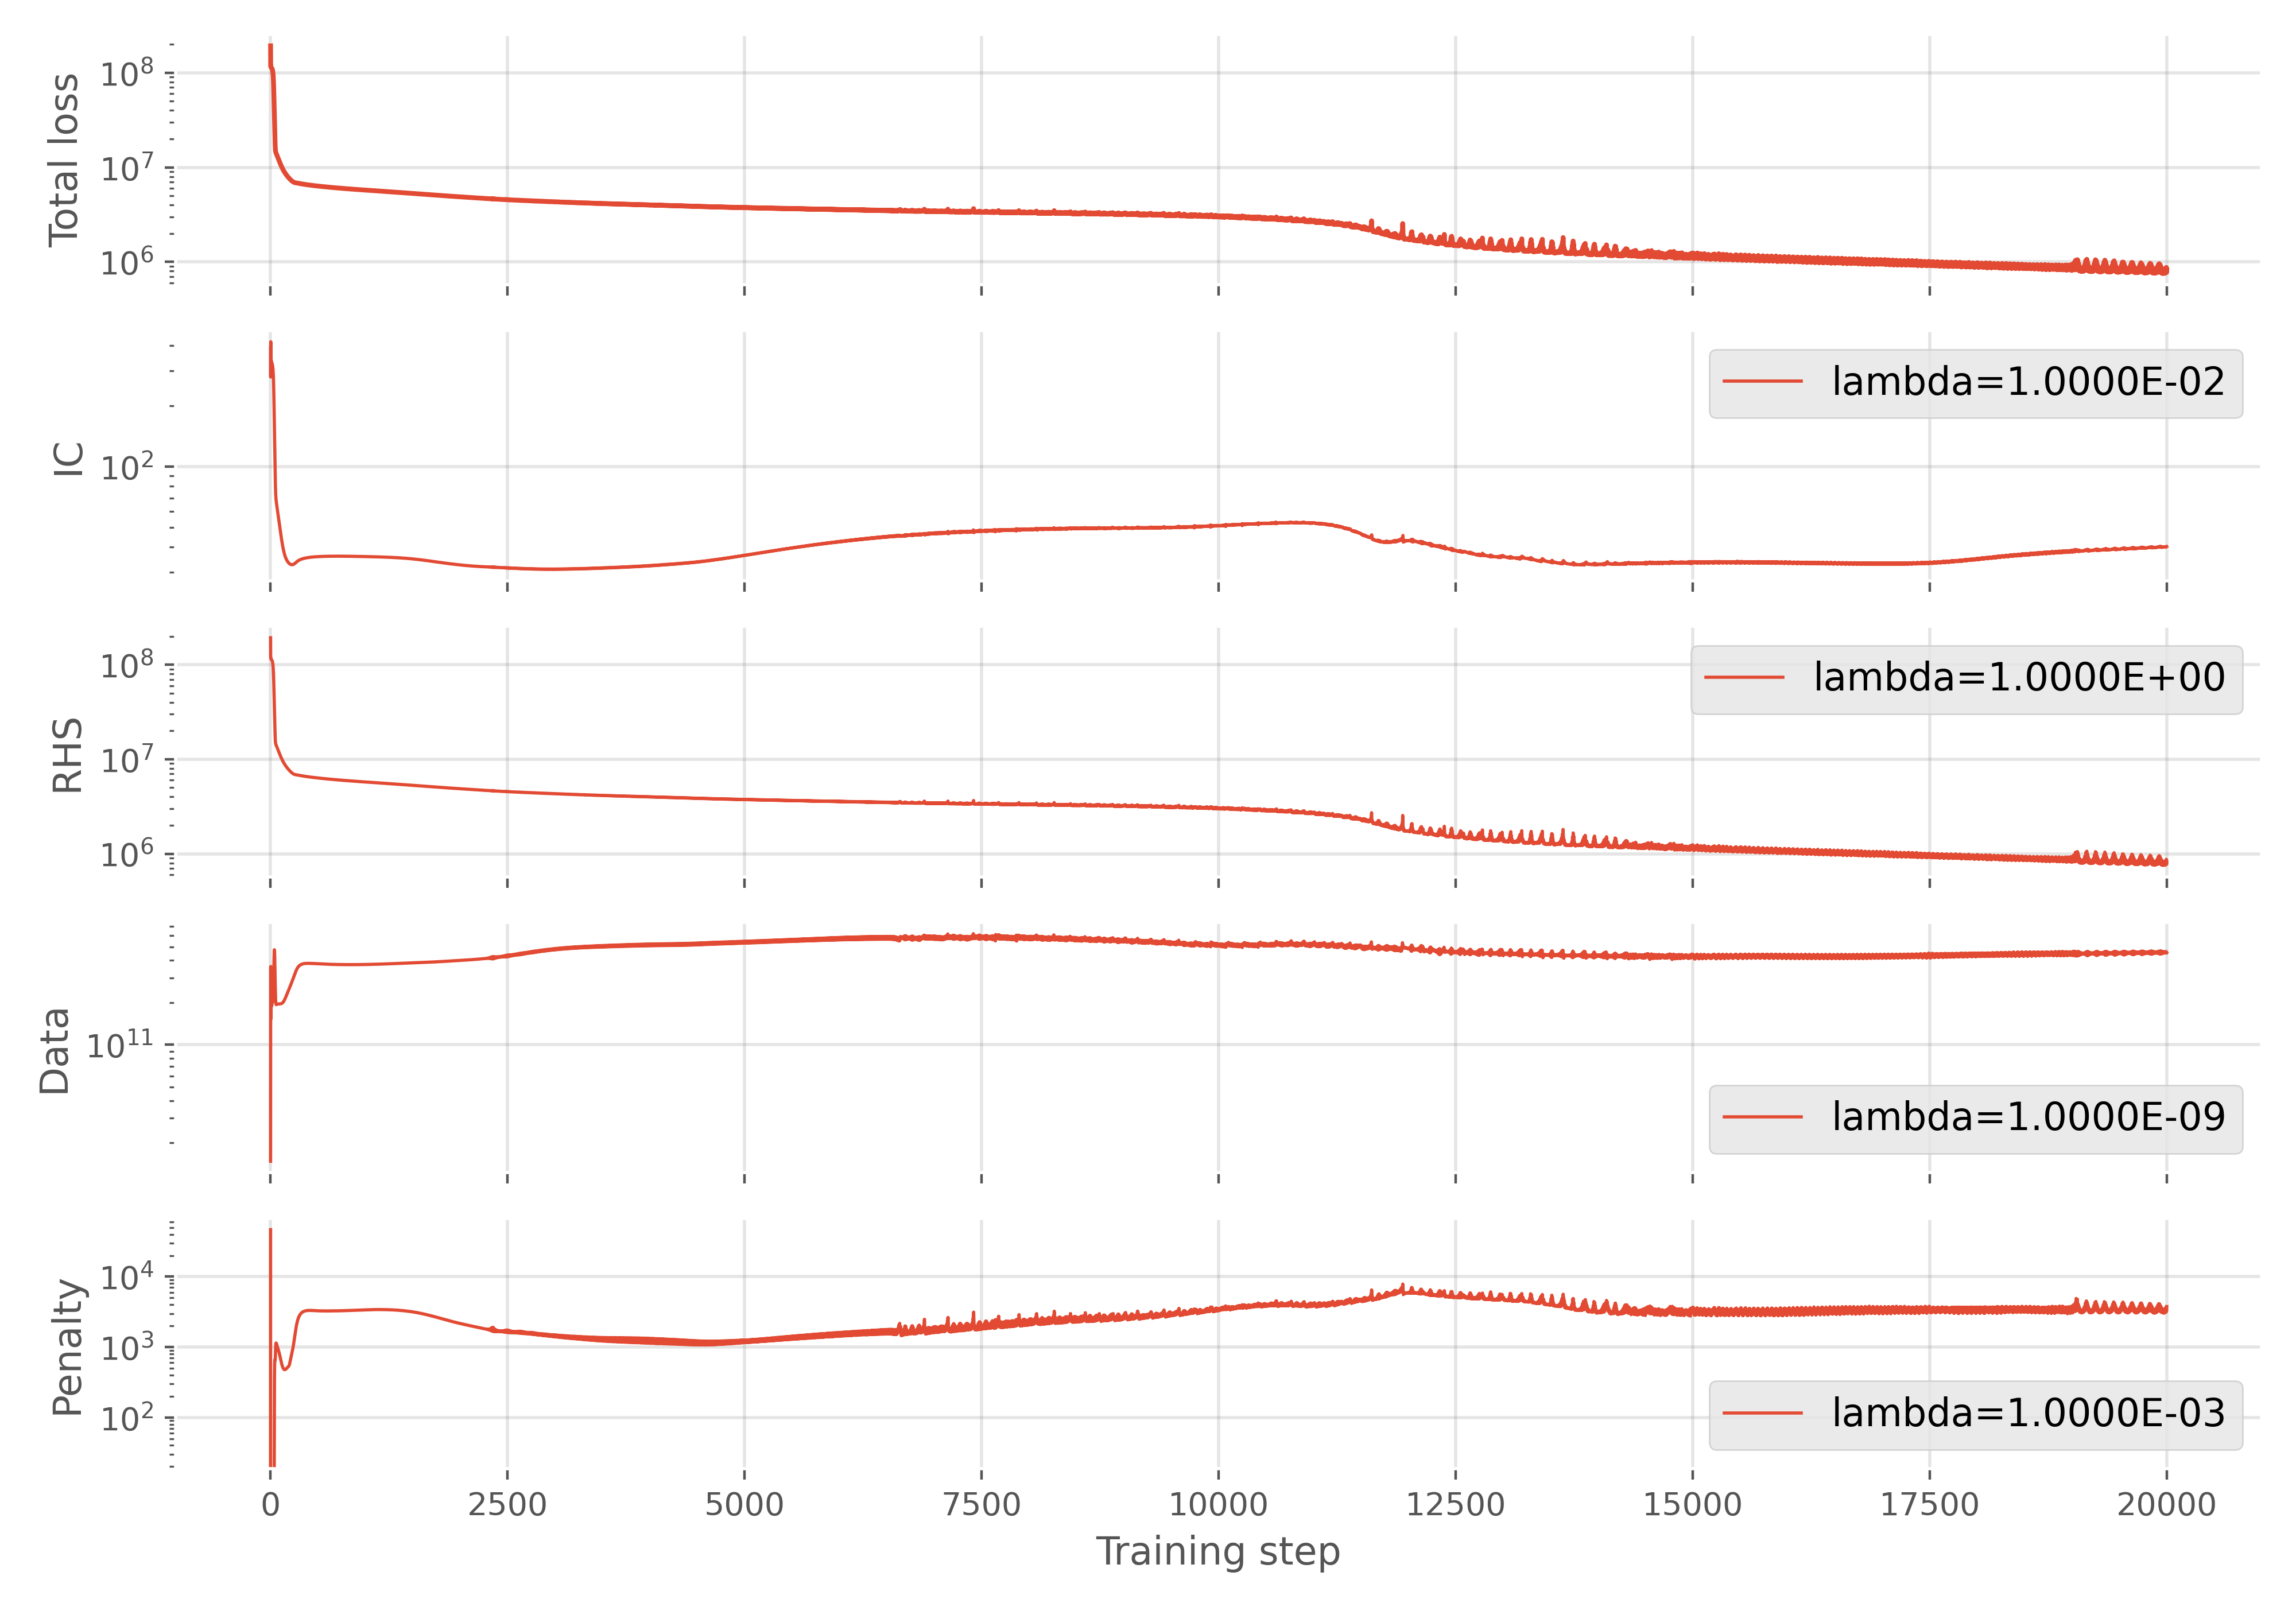 Total loss
10^8
10^7
10^6
IC
10^2
lambda=1.0000E-02
RHS
10^8
10^7
10^6
lambda=1.0000E+00
Data
10^11
lambda=1.0000E-09
Penalty
10^4
10^3
10^2
lambda=1.0000E-03
0 2500 5000 7500 10000 12500 15000 17500 20000
Training step